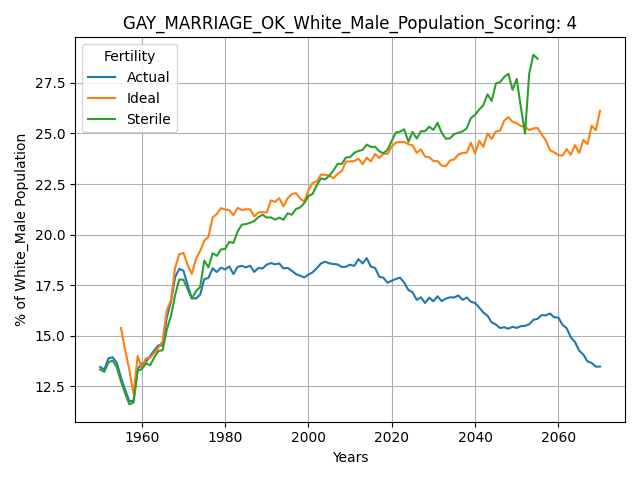 GAY_MARRIAGE_OK_White_Male_Population_Scoring: 4
Fertility
Actual
Ideal
Sterile
% of White_Male Population
27.5
25.0
22.5
20.0
17.5
15.0
12.5
1960 1980 2000 2020 2040 2060
Years